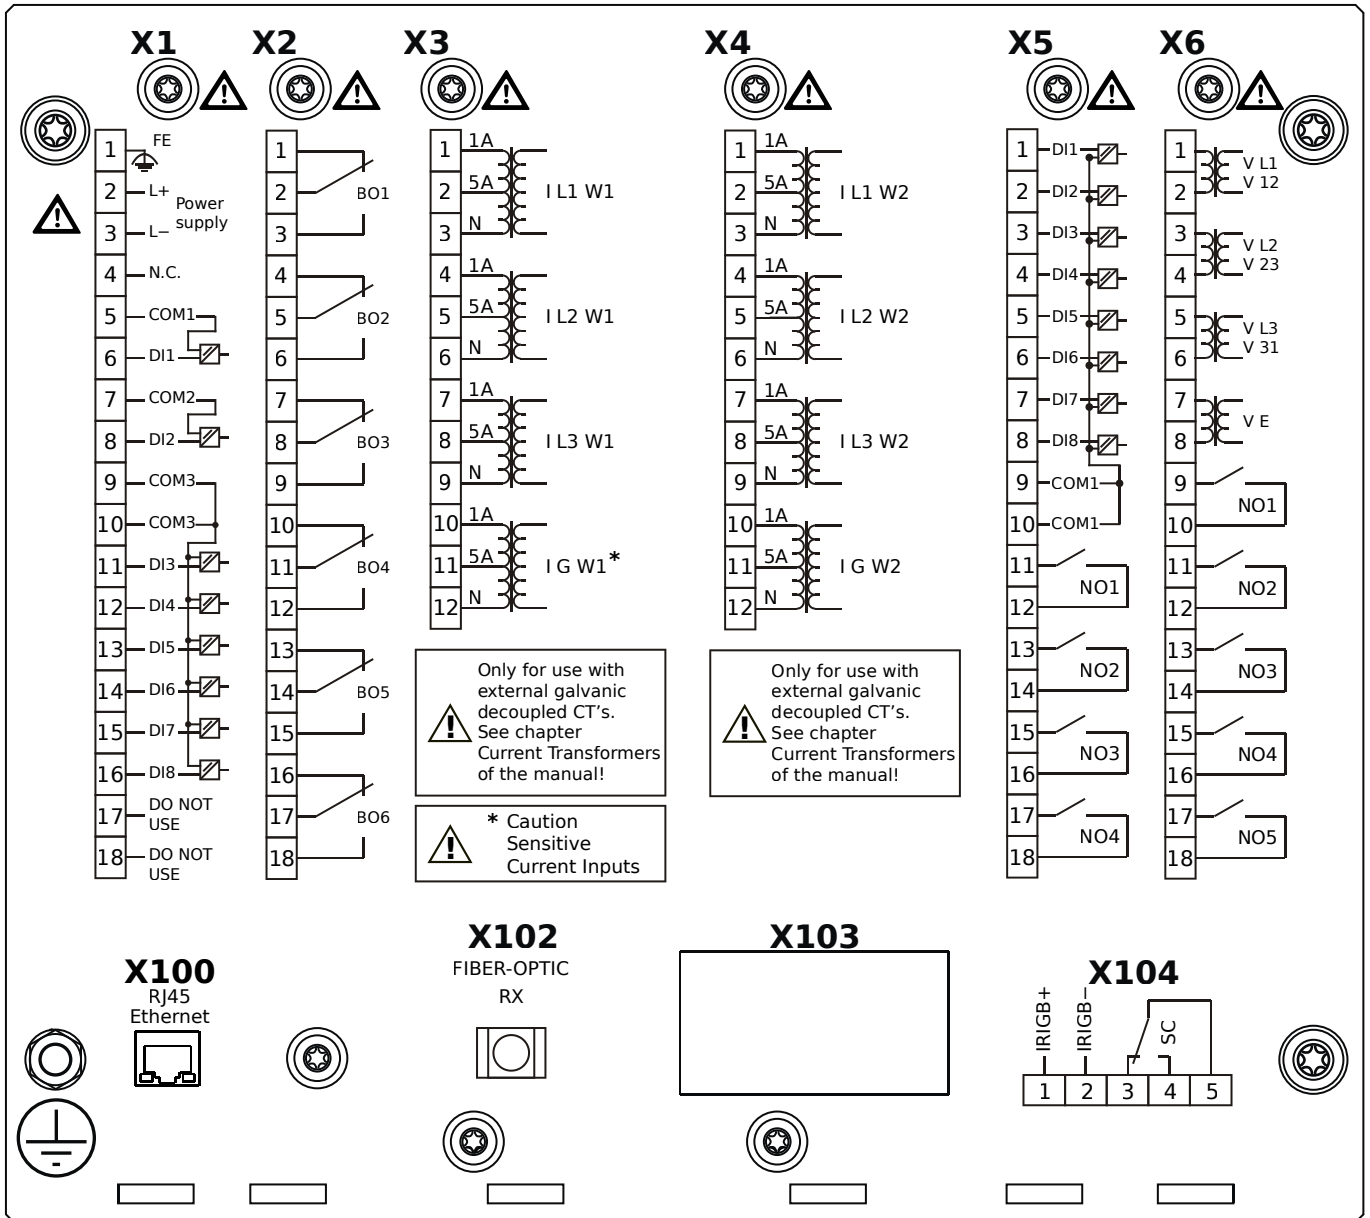 X1
X2
X3
X4
X5
X6
1
FE
2
L+
Power
supply
3
L−
4
N.C.
5
COM1
6
DI1
7
COM2
8
DI2
9
COM3
10
COM3
11
DI3
12
DI4
13
DI5
14
DI6
15
DI7
16
DI8
17
DO NOT
USE
18
DO NOT
USE
1
2
BO1
3
4
5
BO2
6
7
8
BO3
9
10
11
BO4
12
13
14
BO5
15
16
17
BO6
18
1
1A
2
5A
I L1 W1
3
N
4
1A
5
5A
I L2 W1
6
N
7
1A
8
5A
I L3 W1
9
N
10
1A
11
5A
I G W1*
12
N
Only for use with
external galvanic
decoupled CT's.
See chapter
Current Transformers
of the manual!
* Caution
Sensitive
Current Inputs
1
1A
2
5A
I L1 W2
3
N
4
1A
5
5A
I L2 W2
6
N
7
1A
8
5A
I L3 W2
9
N
10
1A
11
5A
I G W2
12
N
Only for use with
external galvanic
decoupled CT's.
See chapter
Current Transformers
of the manual!
1
DI1
2
DI2
3
DI3
4
DI4
5
DI5
6
DI6
7
DI7
8
DI8
9
COM1
10
COM1
11
NO1
12
13
NO2
14
15
NO3
16
17
NO4
18
1
V L1
V 12
2
3
V L2
V 23
4
5
V L3
V 31
6
7
V E
8
9
NO1
10
11
NO2
12
13
NO3
14
15
NO4
16
17
NO5
18
X100
RJ45
Ethernet
X102
FIBER-OPTIC
RX
X103
X104
IRIGB+
IRIGB−
SC
1 2 3 4 5